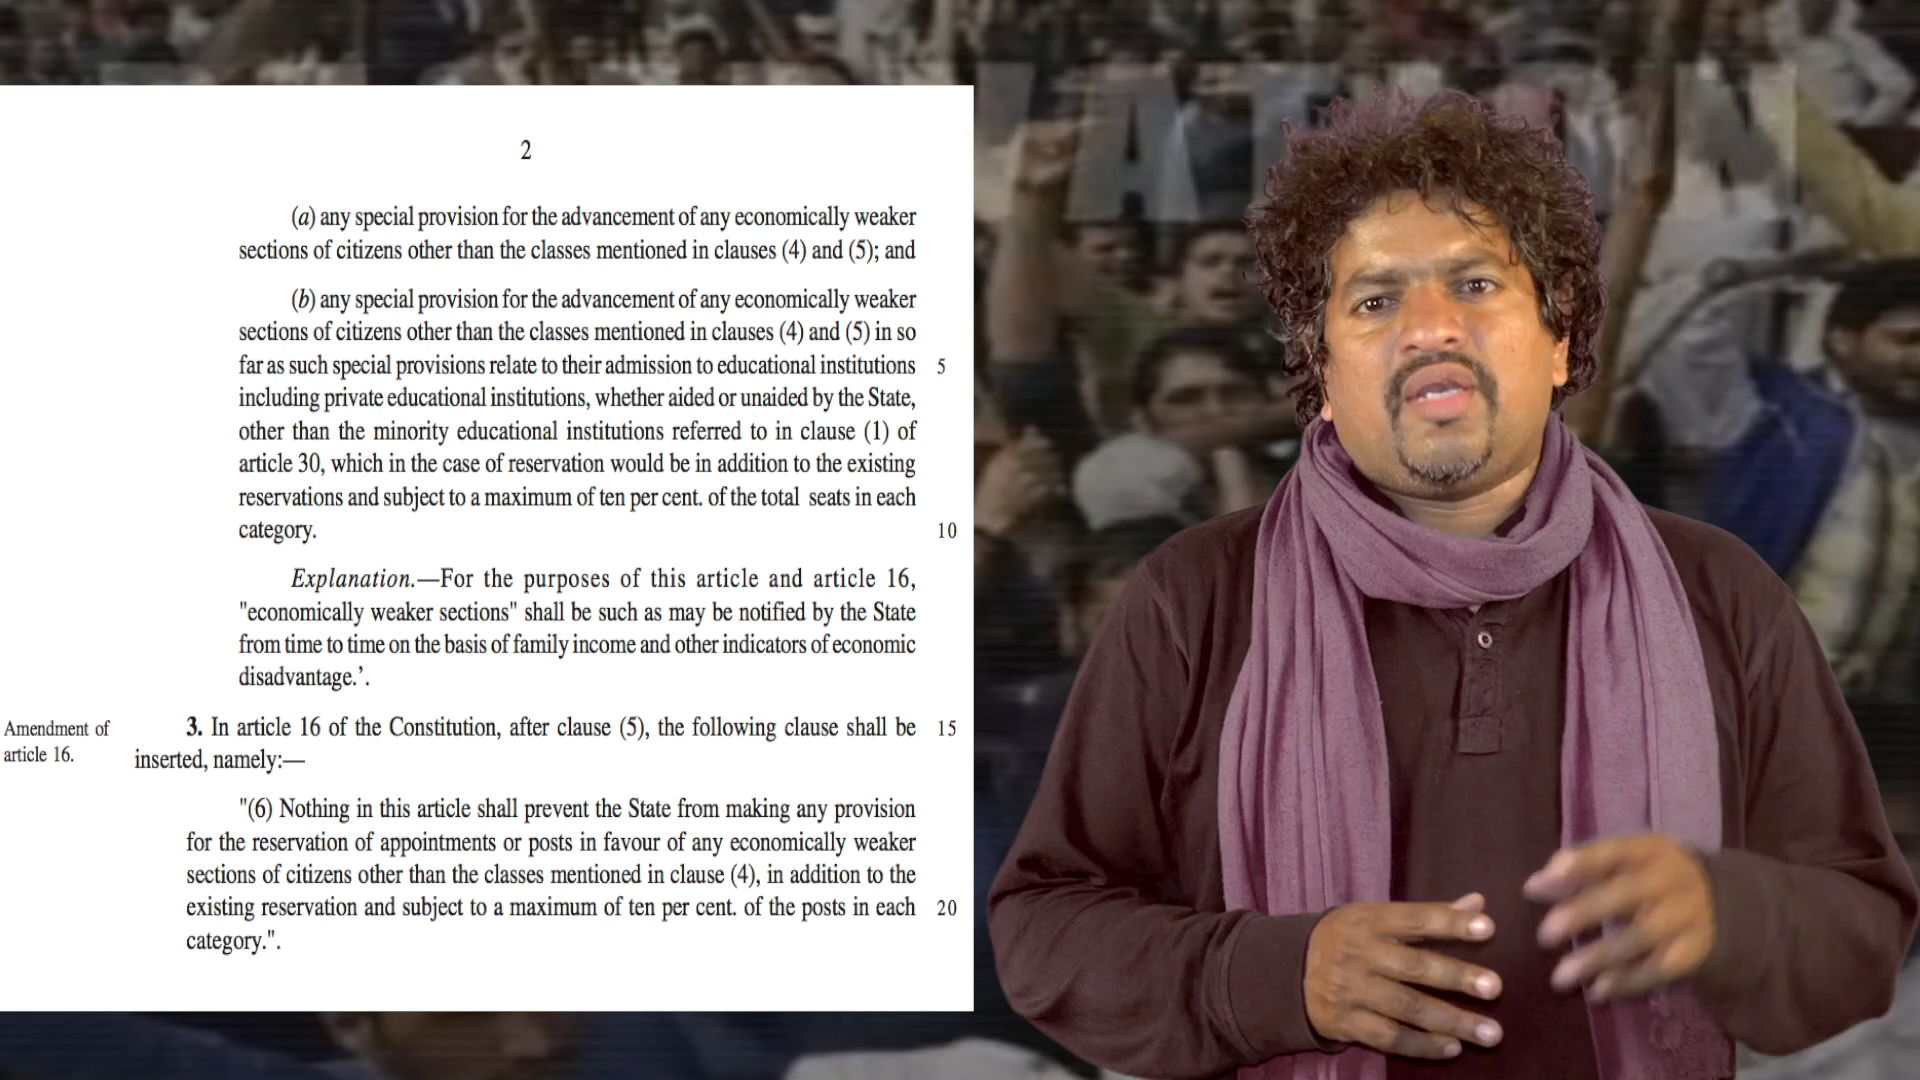 2
(a) any special provision for the advancement of any economically weaker
sections of citizens other than the classes mentioned in clauses (4) and (5); and
(b) any special provision for the advancement of any economically weaker
sections of citizens other than the classes mentioned in clauses (4) and (5) in so
far as such special provisions relate to their admission to educational institutions 5
including private educational institutions, whether aided or unaided by the State,
other than the minority educational institutions referred to in clause (1) of
article 30, which in the case of reservation would be in addition to the existing
reservations and subject to a maximum of ten per cent. of the total seats in each
category. 10
Explanation.—For the purposes of this article and article 16,
"economically weaker sections" shall be such as may be notified by the State
from time to time on the basis of family income and other indicators of economic
disadvantage.’.
Amendment of
article 16.
3. In article 16 of the Constitution, after clause (5), the following clause shall be 15
inserted, namely:—
"(6) Nothing in this article shall prevent the State from making any provision
for the reservation of appointments or posts in favour of any economically weaker
sections of citizens other than the classes mentioned in clause (4), in addition to the
existing reservation and subject to a maximum of ten per cent. of the posts in each 20
category.".